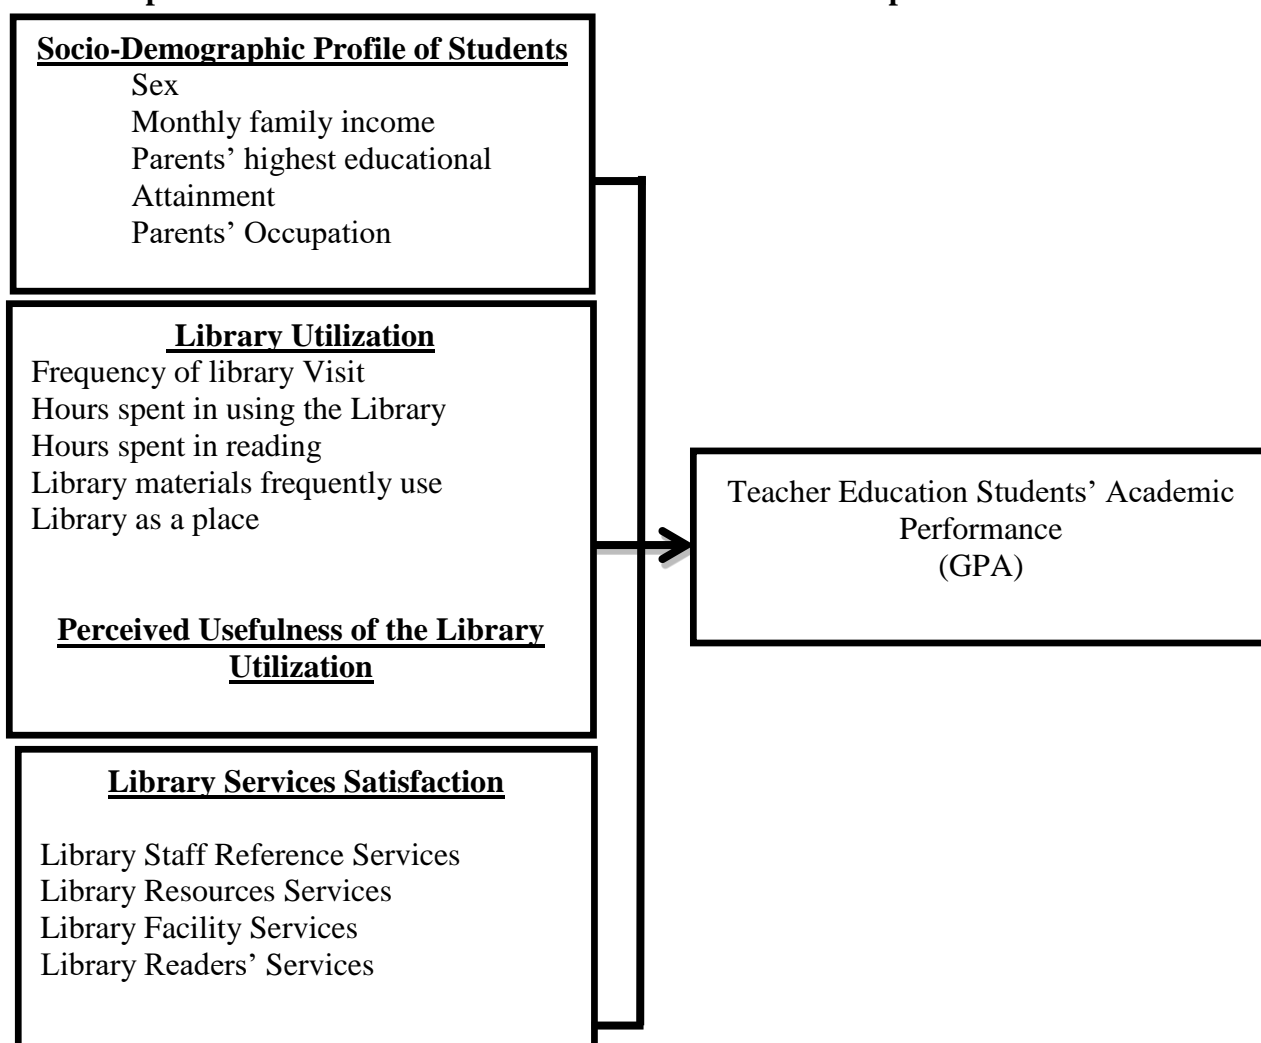 Socio-Demographic Profile of Students
Sex
Monthly family income
Parents’ highest educational
Attainment
Parents’ Occupation
Library Utilization
Frequency of library Visit
Hours spent in using the Library
Hours spent in reading
Library materials frequently use
Library as a place
Perceived Usefulness of the Library
Utilization
Library Services Satisfaction
Library Staff Reference Services
Library Resources Services
Library Facility Services
Library Readers’ Services
Teacher Education Students’ Academic
Performance
(GPA)